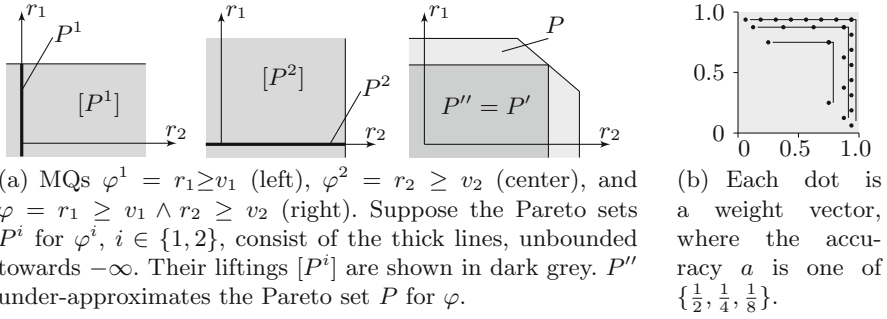 r₁
P¹
[P¹]
r₂
r₁
[P²]
P²
r₂
r₁
P
P″ = P′
r₂
1.0
0.5
0
0 0.5 1.0
(a) MQs φ¹ = r₁≥v₁ (left), φ² = r₂ ≥ v₂ (center), and
φ = r₁ ≥ v₁ ∧ r₂ ≥ v₂ (right). Suppose the Pareto sets
Pⁱ for φⁱ, i ∈ {1, 2}, consist of the thick lines, unbounded
towards −∞. Their liftings [Pⁱ] are shown in dark grey. P″
under-approximates the Pareto set P for φ.
(b) Each dot is
a weight vector,
where the accu-
racy a is one of
{1/2, 1/4, 1/8}.